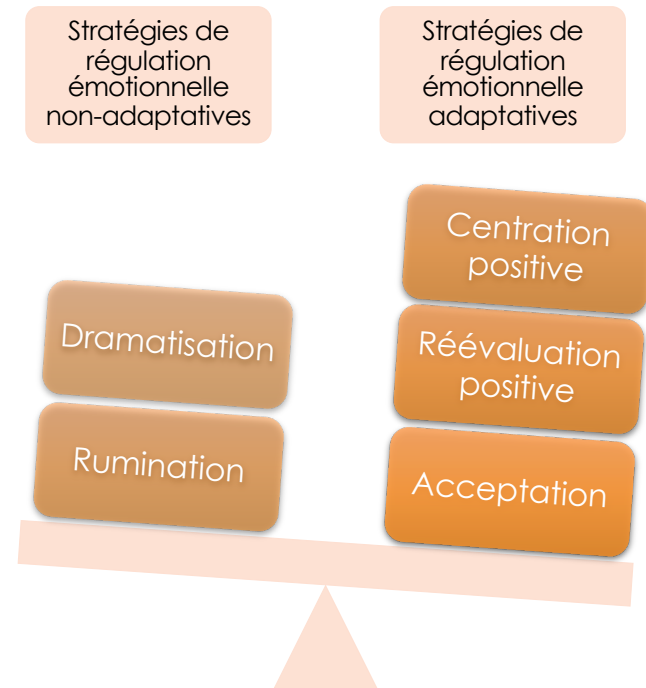 Stratégies de
régulation
émotionnelle
non-adaptatives
Stratégies de
régulation
émotionnelle
adaptatives
Dramatisation
Rumination
Centration
positive
Réévaluation
positive
Acceptation